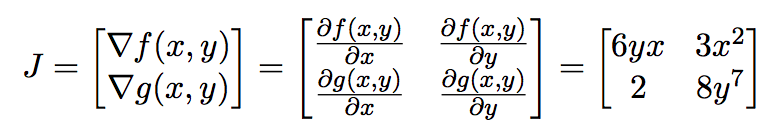 J = [∇f(x, y) ∇g(x, y)] = [∂f(x,y)/∂x ∂f(x,y)/∂y ∂g(x,y)/∂x ∂g(x,y)/∂y] = [6yx 3x² 2 8y⁷]